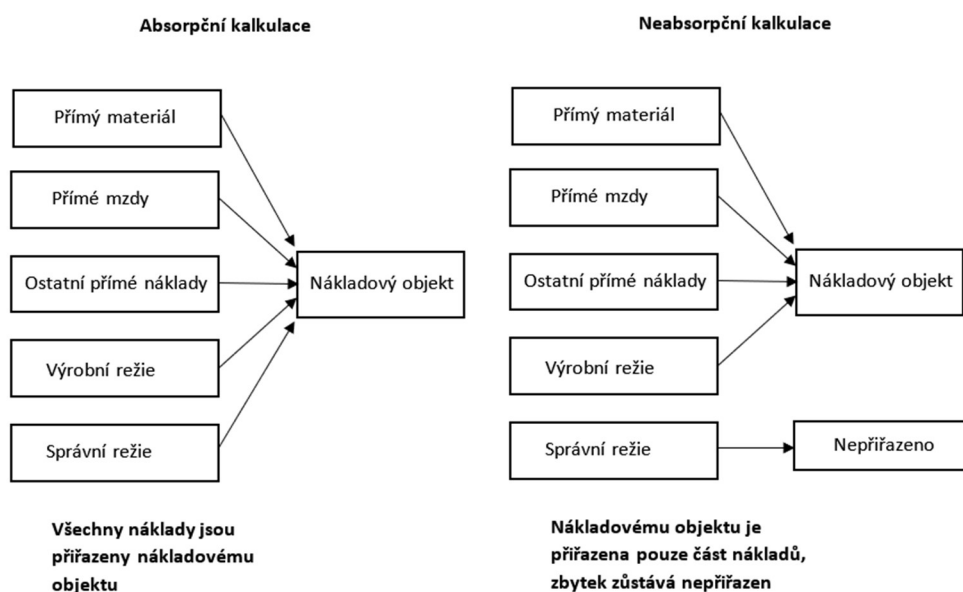 Absorpční kalkulace
Přímý materiál
Přímé mzdy
Ostatní přímé náklady
Výrobní režie
Správní režie
Nákladový objekt
Všechny náklady jsou
přiřazeny nákladovému
objektu
Neabsorpční kalkulace
Přímý materiál
Přímé mzdy
Ostatní přímé náklady
Výrobní režie
Správní režie
Nákladový objekt
Nepřiřazeno
Nákladovému objektu je
přiřazena pouze část nákladů,
zbytek zůstává nepřiřazen